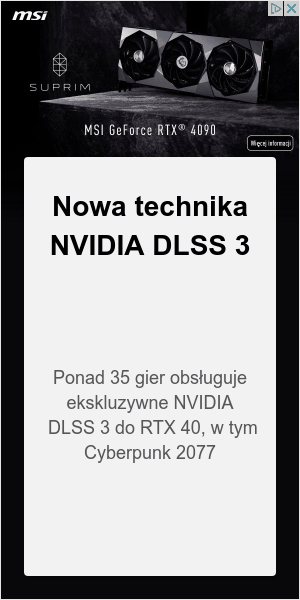 msi
SUPRIM
MSI GeForce RTX® 4090
Więcej informacji
Nowa technika
NVIDIA DLSS 3
Ponad 35 gier obsługuje
ekskluzywne NVIDIA
DLSS 3 do RTX 40, w tym
Cyberpunk 2077